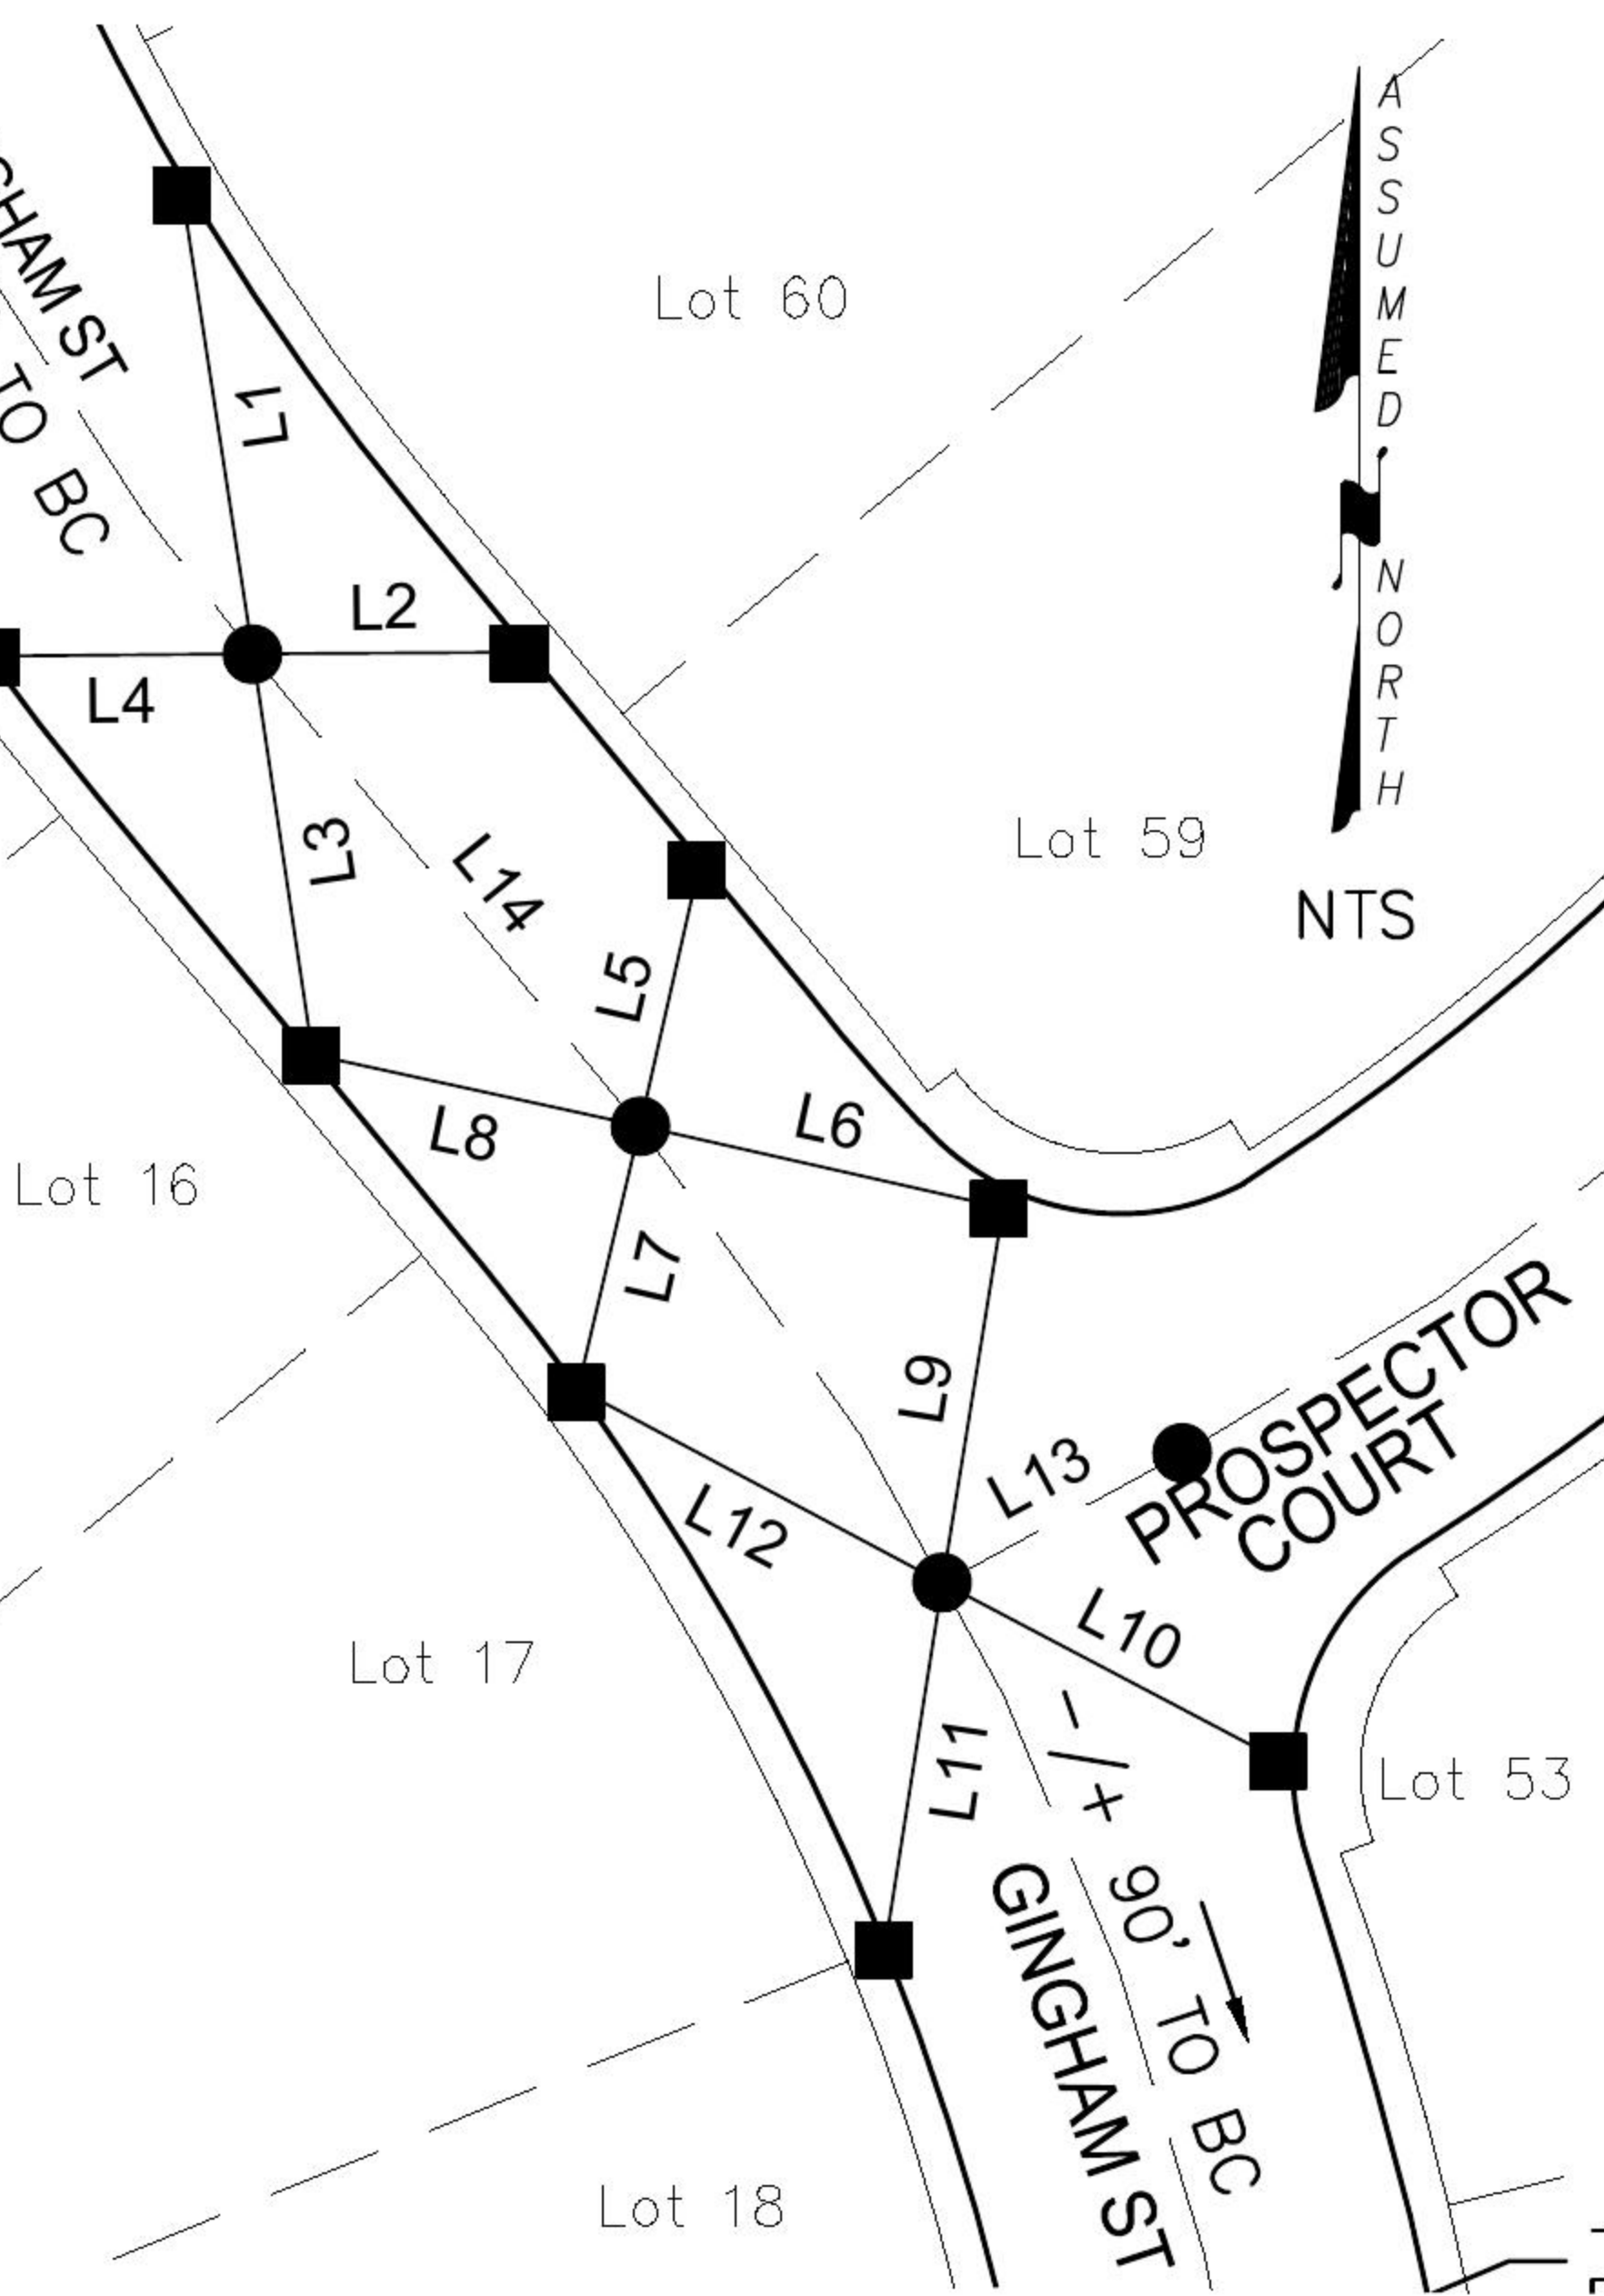 ASSUMED
N
NORTH
NTS
Lot 60
ST
TO BC
L1
L2
L4
L3
L14
Lot 59
L5
L6
L8
Lot 16
L7
L9
L13
PROSPECTOR
COURT
L12
L10
Lot 17
L11
Lot 53
+/- 90' TO BC
GINGHAM ST
Lot 18